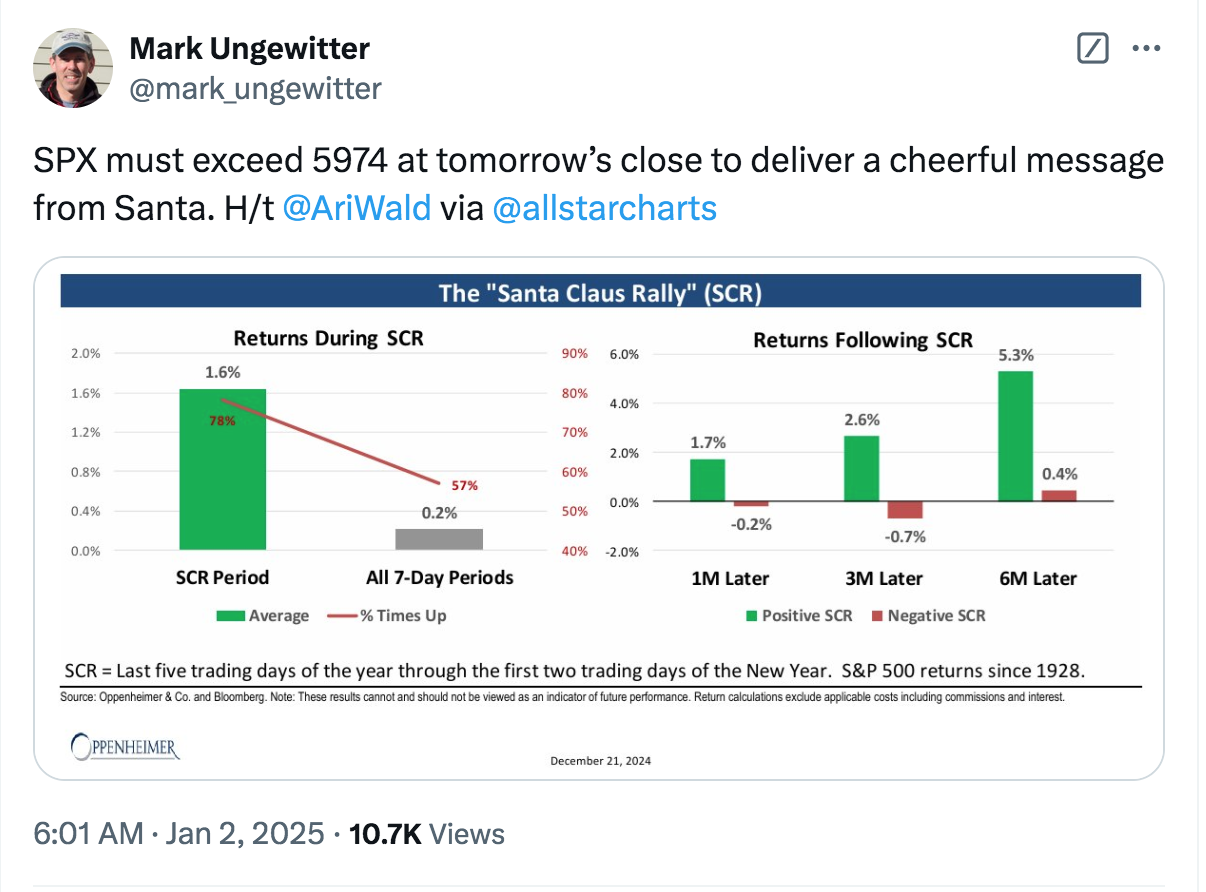 Mark Ungewitter
@mark_ungewitter
SPX must exceed 5974 at tomorrow’s close to deliver a cheerful message
from Santa. H/t @AriWald via @allstarcharts
The "Santa Claus Rally" (SCR)
Returns During SCR
2.0%
1.6%
1.2%
0.8%
0.4%
0.0%
1.6%
78%
57%
0.2%
90%
80%
70%
60%
50%
40%
SCR Period
All 7-Day Periods
Average
% Times Up
Returns Following SCR
6.0%
4.0%
2.0%
0.0%
-2.0%
1.7%
-0.2%
2.6%
-0.7%
5.3%
0.4%
1M Later
3M Later
6M Later
Positive SCR
Negative SCR
SCR = Last five trading days of the year through the first two trading days of the New Year. S&P 500 returns since 1928.
Source: Oppenheimer & Co. and Bloomberg. Note: These results cannot and should not be viewed as an indicator of future performance. Return calculations exclude applicable costs including commissions and interest.
OPPENHEIMER
December 21, 2024
6:01 AM · Jan 2, 2025 · 10.7K Views